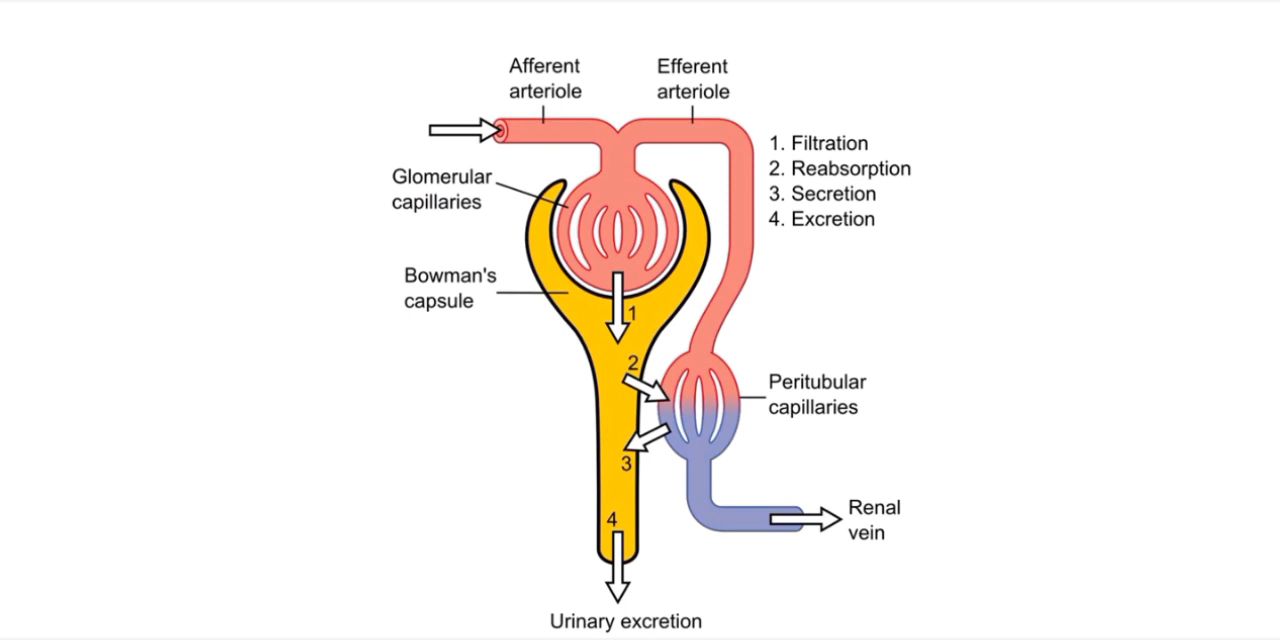 Afferent
arteriole
Efferent
arteriole
1. Filtration
2. Reabsorption
3. Secretion
4. Excretion
Glomerular
capillaries
Bowman's
capsule
1
2
Peritubular
capillaries
3
4
Renal
vein
Urinary excretion